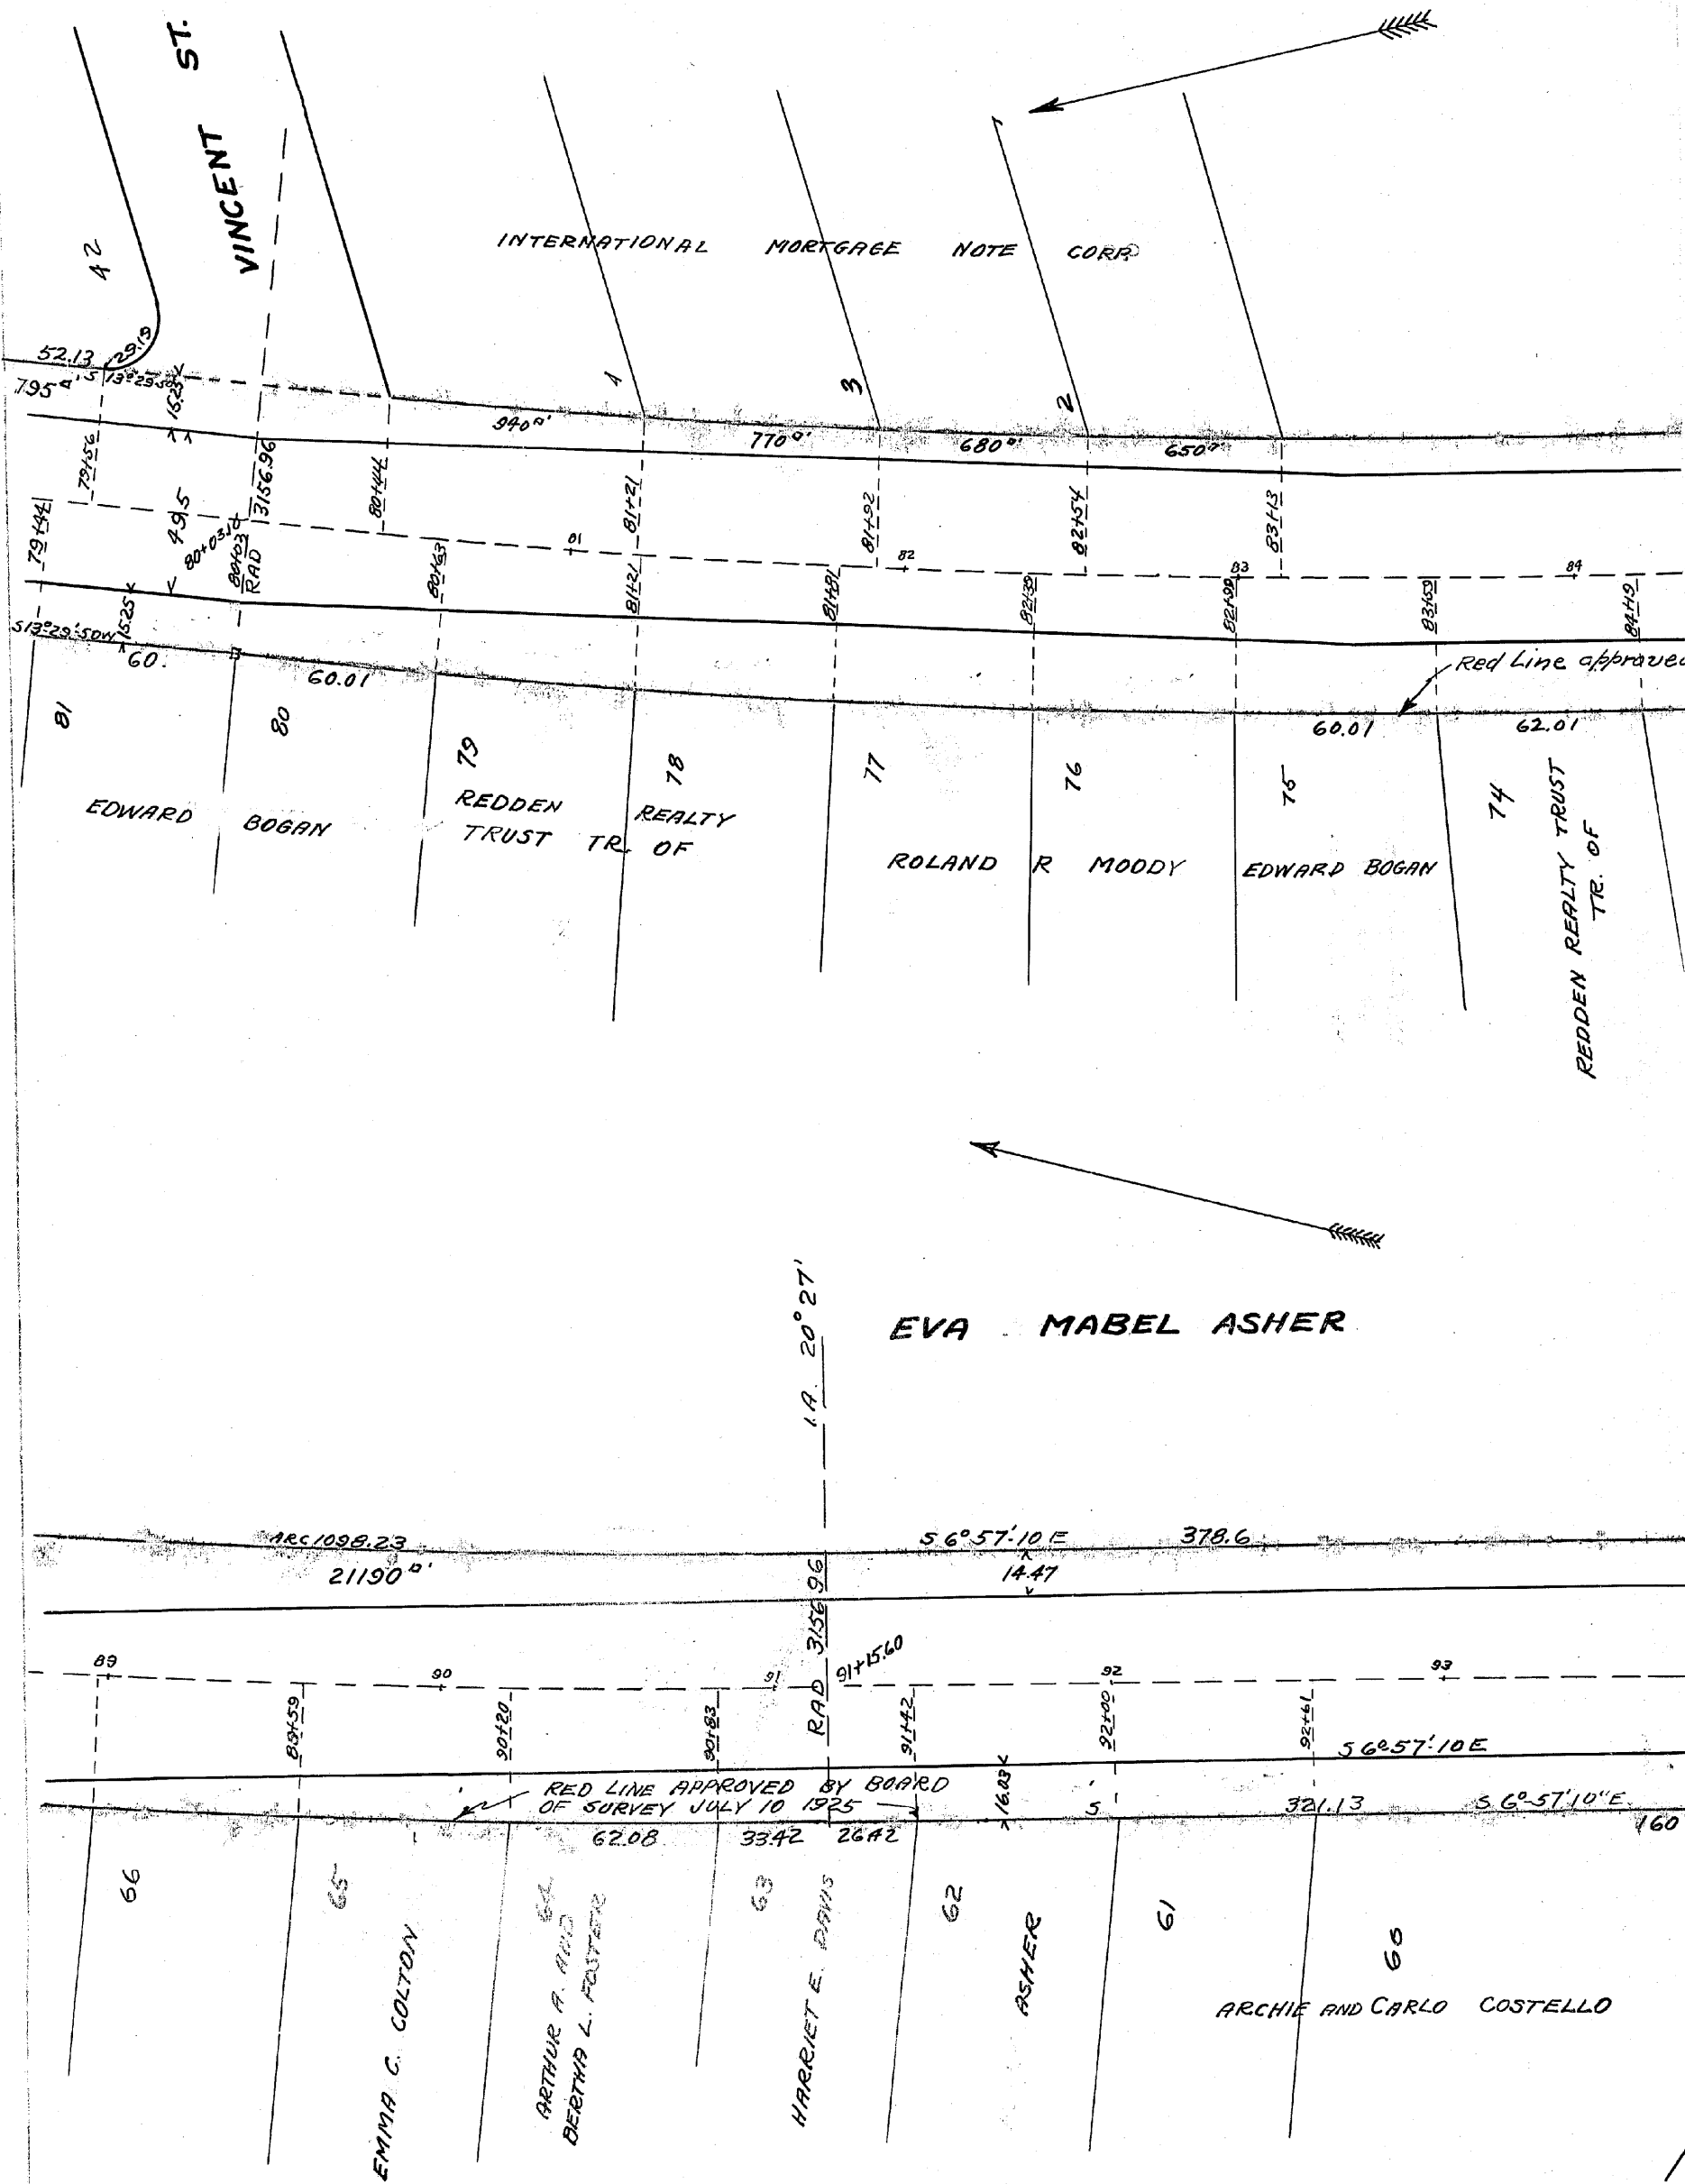 VINCENT ST.
42
INTERNATIONAL MORTGAGE NOTE CORP.
52.13
29.19
795□'
S 13°29'50W
15.25
940□'
1
770□'
3
680□'
2
650□'
79+56
3156.96
80+44
81+21
81+92
82+54
83+13
79+44
49.5
80+03.5
80+03
RAD
80+63
81
81+21
81+81
82
82+39
82+99
83
83+59
84
84+19
S13°29'50W
15.25
60.
60.01
Red Line approved
60.01
62.01
81
80
79
78
77
76
75
74
EDWARD BOGAN
REDDEN REALTY
TRUST TR. OF
ROLAND R MOODY
EDWARD BOGAN
REDDEN REALTY TRUST
TR. OF
I.A. 20°27'
EVA MABEL ASHER
ARC 1098.23
21190□'
S 6°57'10 E
378.6
14.47
RAD 3156.96
89
90
91
91+15.60
92
93
89+59
90+20
90+83
91+42
92+00
92+61
S 6°57'10 E
RED LINE APPROVED BY BOARD
OF SURVEY JULY 10 1925
16.03
S
321.13
S 6°-57'10"E
160
62.08
33.42
26.42
66
65
64
63
62
61
60
EMMA C. COLTON
ARTHUR A. AND
BERTHA L. FOSTER
HARRIET E. DAVIS
ASHER
ARCHIE AND CARLO COSTELLO